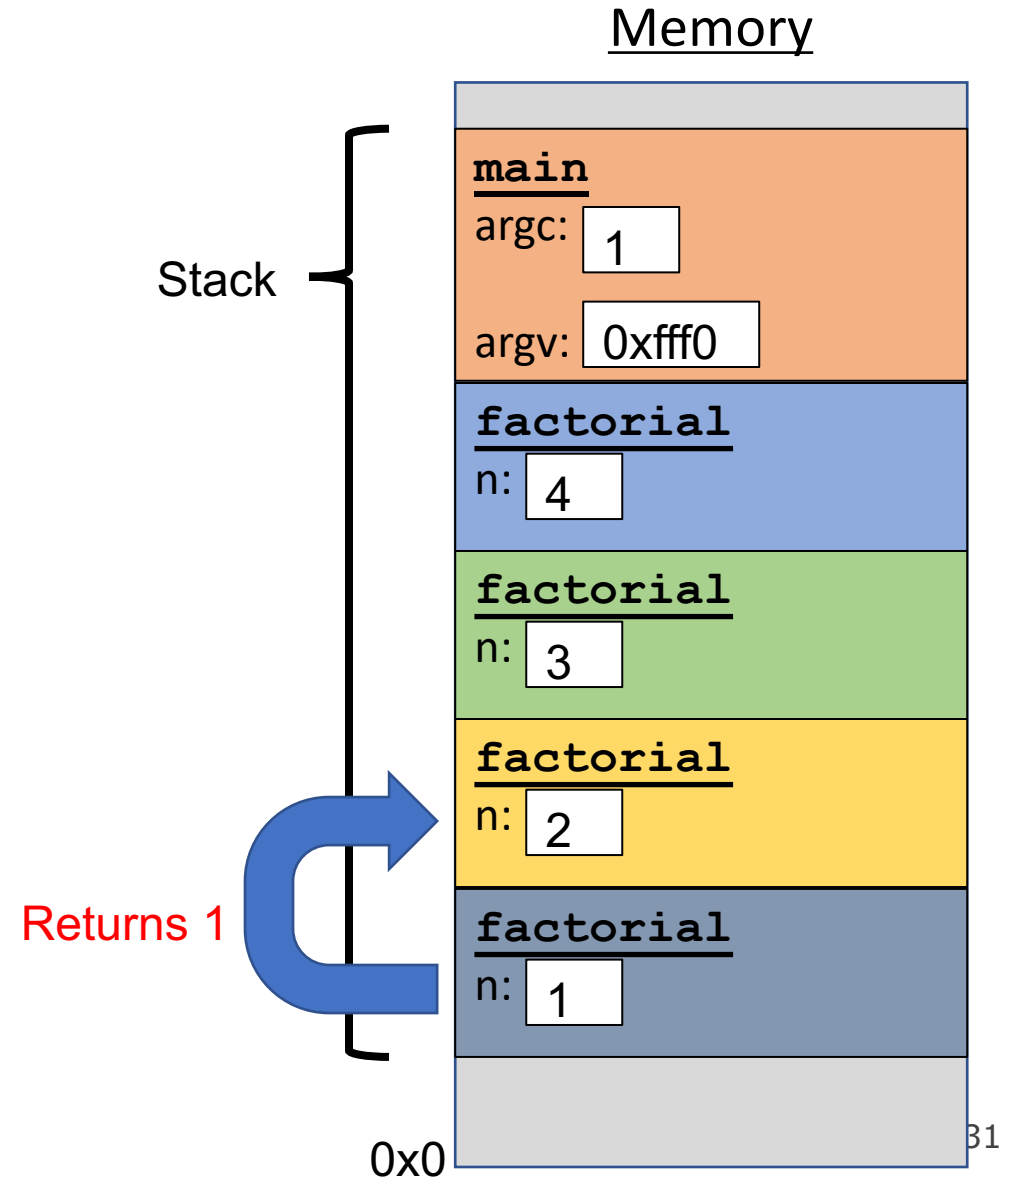 Memory
main
argc: 1
Stack
argv: 0xfff0
factorial
n: 4
factorial
n: 3
factorial
n: 2
Returns 1
factorial
n: 1
31
0x0